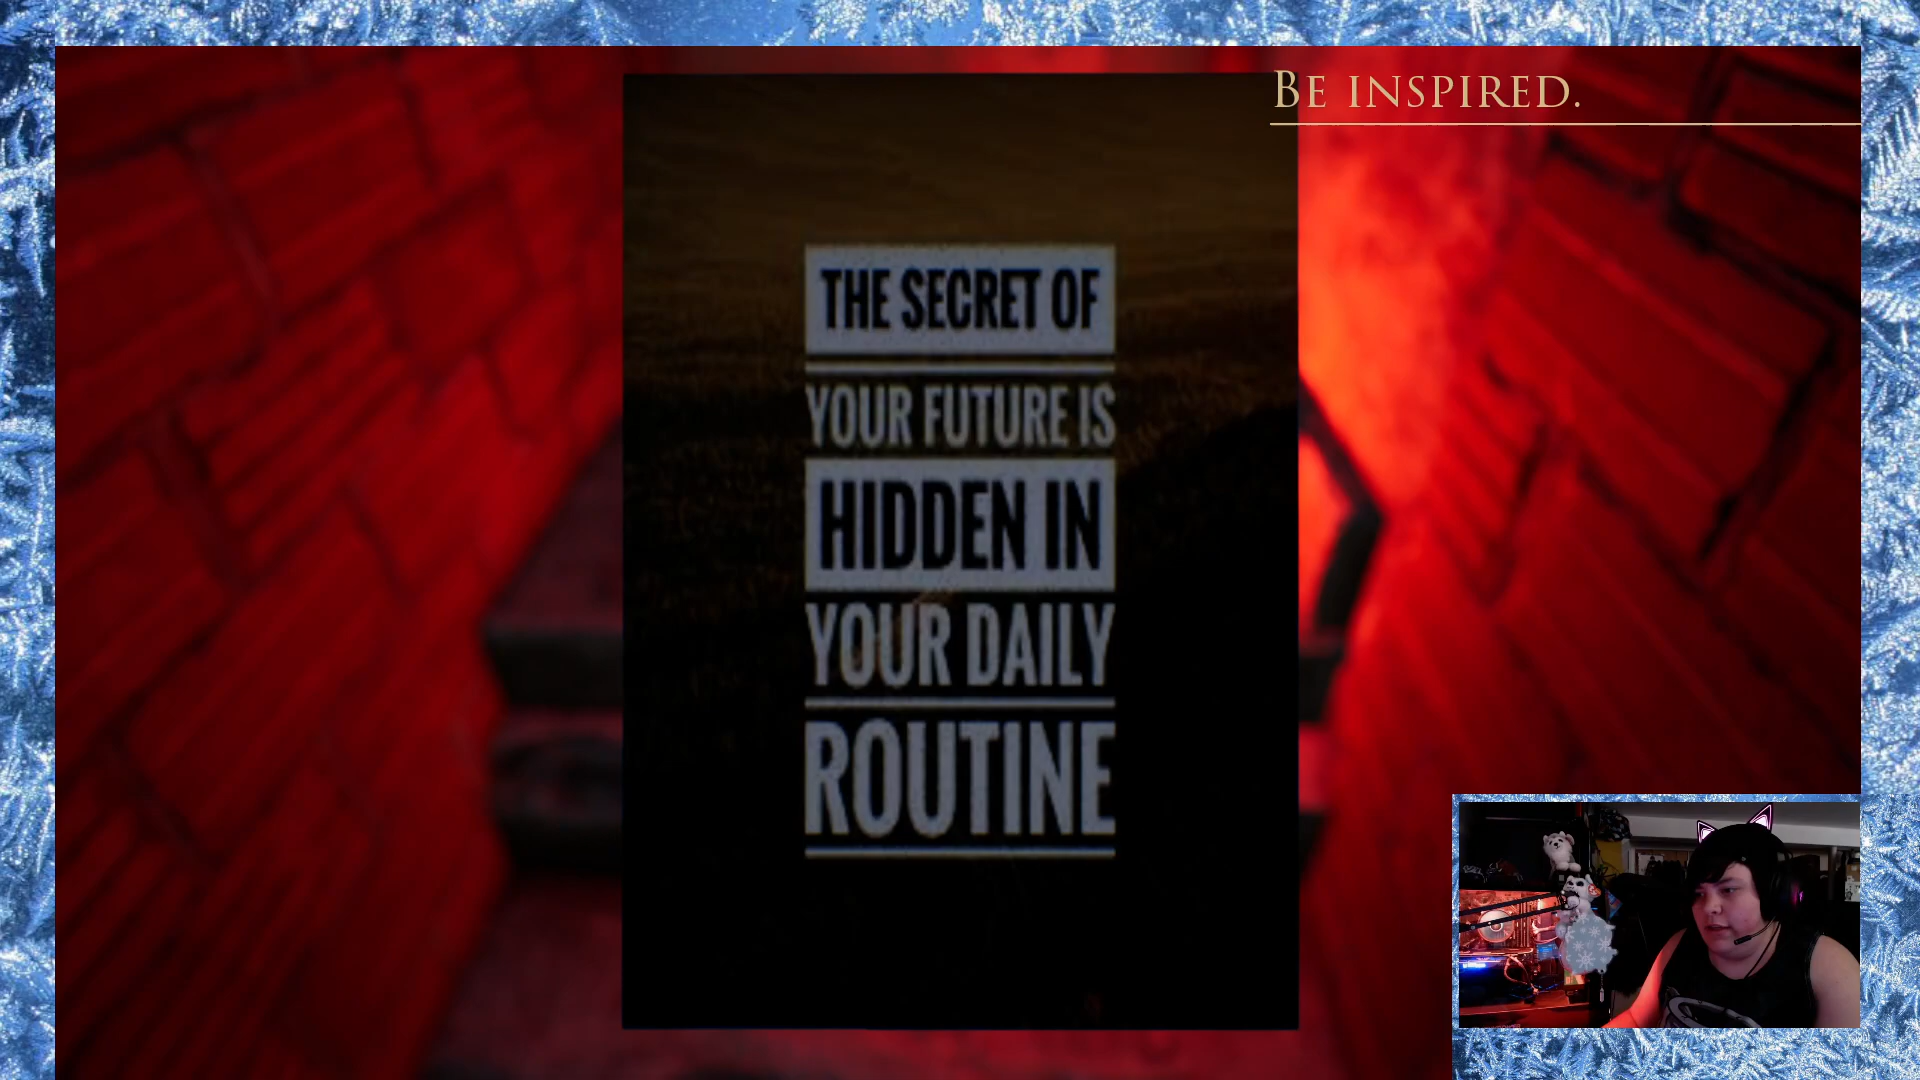 Be inspired.
THE SECRET OF
YOUR FUTURE IS
HIDDEN IN
YOUR DAILY
ROUTINE